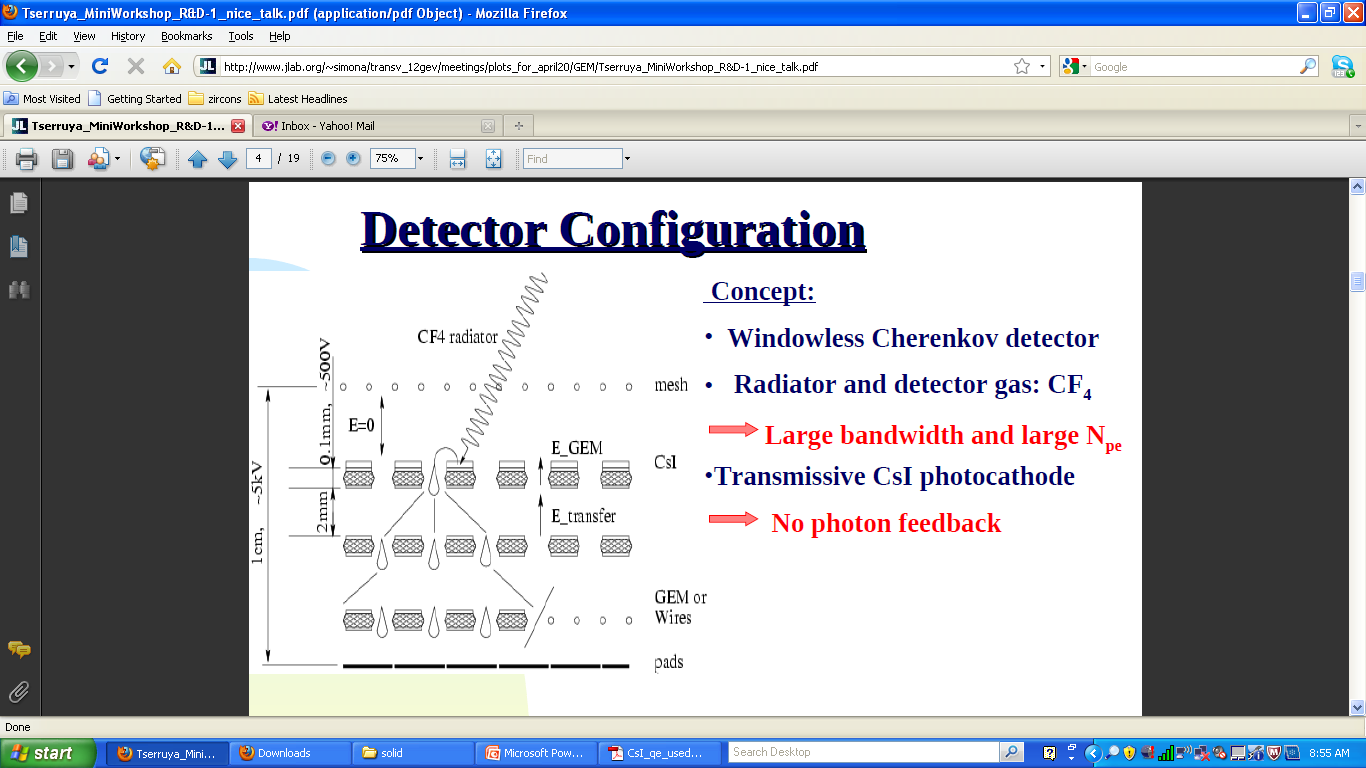 Tserruya_MiniWorkshop_R&D-1_nice_talk.pdf (application/pdf Object) - Mozilla Firefox
File Edit View History Bookmarks Tools Help
JL http://www.jlab.org/~simona/transv_12gev/meetings/plots_for_april20/GEM/Tserruya_MiniWorkshop_R&D-1_nice_talk.pdf Google
Most Visited Getting Started zircons Latest Headlines
JL Tserruya_MiniWorkshop_R&D-1... Y! Inbox - Yahoo! Mail
4 / 19 75% Find
Detector Configuration
Concept:
• Windowless Cherenkov detector
• Radiator and detector gas: CF4
Large bandwidth and large Npe
•Transmissive CsI photocathode
No photon feedback
CF4 radiator
mesh
E=0
E_GEM
CsI
E_transfer
GEM or
Wires
pads
0.1mm, ~500V
2mm
1cm, ~5kV
Done
start Tserruya_Mini... Downloads solid Microsoft Pow... CsI_qe_used... Search Desktop 8:55 AM